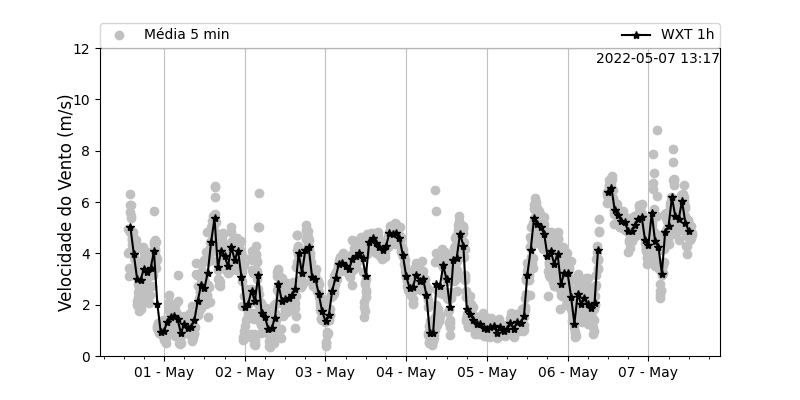 Média 5 min
WXT 1h
2022-05-07 13:17
Velocidade do Vento (m/s)
12
10
8
6
4
2
0
01 - May
02 - May
03 - May
04 - May
05 - May
06 - May
07 - May